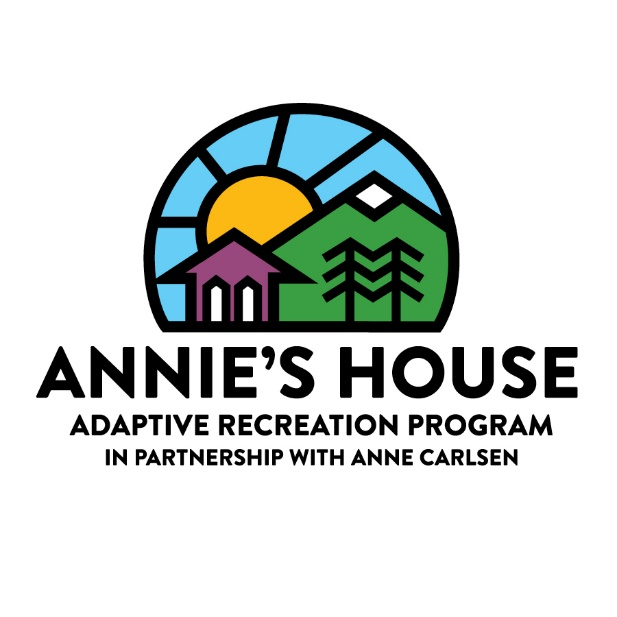 ANNIE'S HOUSE
ADAPTIVE RECREATION PROGRAM
IN PARTNERSHIP WITH ANNE CARLSEN